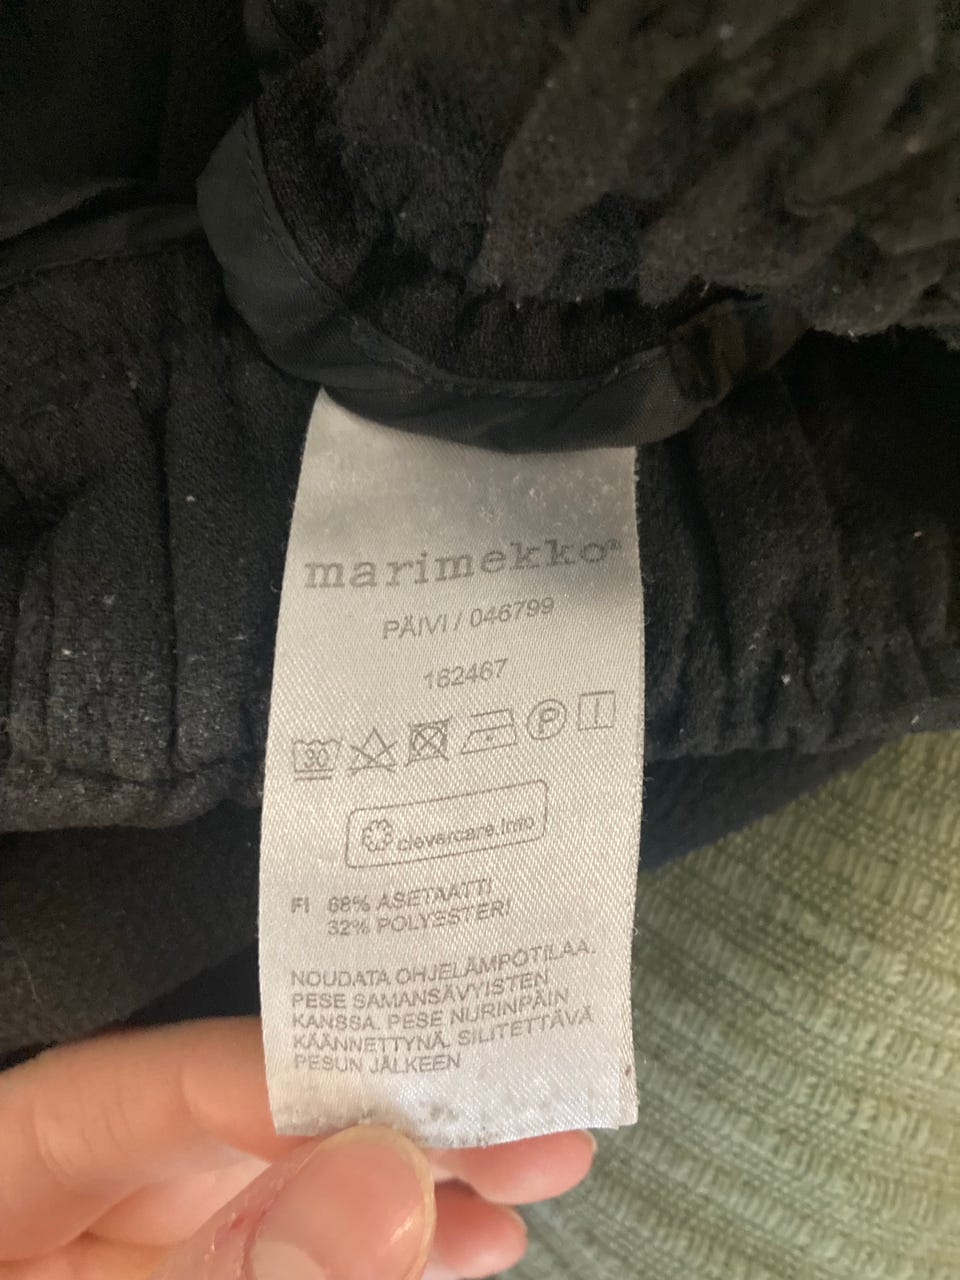 marimekko®
PÄIVI / 046799
162467
30 P
clevercare.info
FI 68% ASETAATTI
32% POLYESTERI
NOUDATA OHJELÄMPÖTILAA.
PESE SAMANSÄVYISTEN
KANSSA. PESE NURINPÄIN
KÄÄNNETTYNÄ. SILITETTÄVÄ
PESUN JÄLKEEN